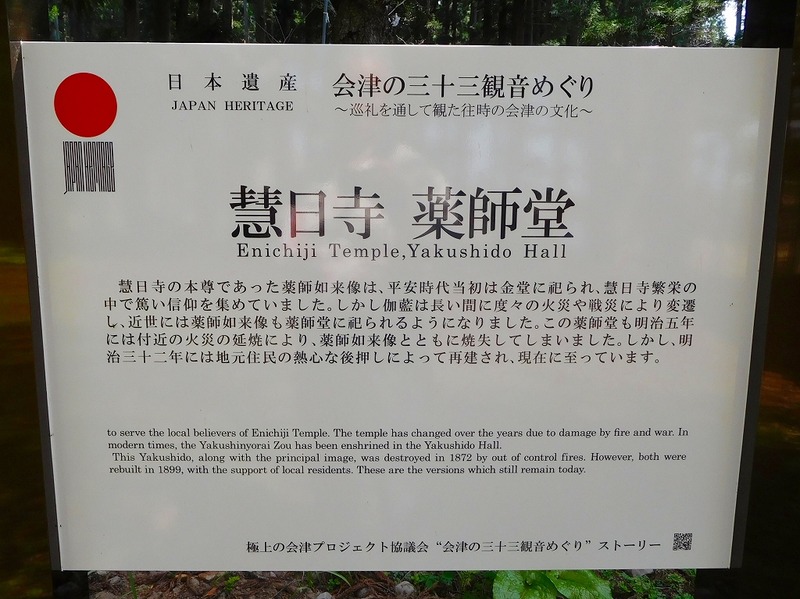 日本遺産 会津の三十三観音めぐり
JAPAN HERITAGE ～巡礼を通して観た往時の会津の文化～
JAPAN HERITAGE
慧日寺 薬師堂
Enichiji Temple,Yakushido Hall
慧日寺の本尊であった薬師如来像は、平安時代当初は金堂に祀られ、慧日寺繁栄の
中で篤い信仰を集めていました。しかし伽藍は長い間に度々の火災や戦災により変遷
し、近世には薬師如来像も薬師堂に祀られるようになりました。この薬師堂も明治五年
には付近の火災の延焼により、薬師如来像とともに焼失してしまいました。しかし、明
治三十二年には地元住民の熱心な後押しによって再建され、現在に至っています。
to serve the local believers of Enichiji Temple. The temple has changed over the years due to damage by fire and war. In
modern times, the Yakushinyorai Zou has been enshrined in the Yakushido Hall.
This Yakushido, along with the principal image, was destroyed in 1872 by out of control fires. However, both were
rebuilt in 1899, with the support of local residents. These are the versions which still remain today.
極上の会津プロジェクト協議会 “会津の三十三観音めぐり” ストーリー